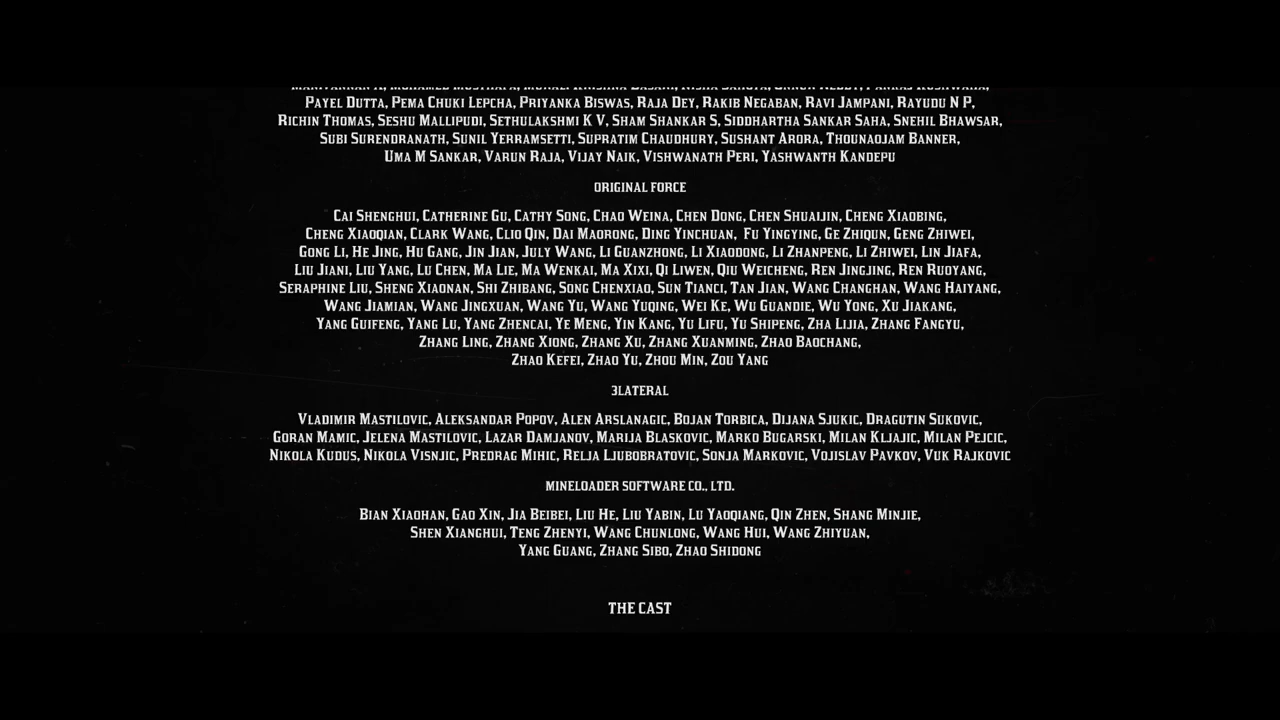 Payel Dutta, Pema Chuki Lepcha, Priyanka Biswas, Raja Dey, Rakib Negaban, Ravi Jampani, Rayudu N P,
Richin Thomas, Seshu Mallipudi, Sethulakshmi K V, Sham Shankar S, Siddhartha Sankar Saha, Snehil Bhawsar,
Subi Surendranath, Sunil Yerramsetti, Supratim Chaudhury, Sushant Arora, Thounaojam Banner,
Uma M Sankar, Varun Raja, Vijay Naik, Vishwanath Peri, Yashwanth Kandepu
ORIGINAL FORCE
Cai Shenghui, Catherine Gu, Cathy Song, Chao Weina, Chen Dong, Chen Shuaijin, Cheng Xiaobing,
Cheng Xiaoqian, Clark Wang, Clio Qin, Dai Maorong, Ding Yinchuan, Fu Yingying, Ge Zhiqun, Geng Zhiwei,
Gong Li, He Jing, Hu Gang, Jin Jian, July Wang, Li Guanzhong, Li Xiaodong, Li Zhanpeng, Li Zhiwei, Lin Jiafa,
Liu Jiani, Liu Yang, Lu Chen, Ma Lie, Ma Wenkai, Ma Xixi, Qi Liwen, Qiu Weicheng, Ren Jingjing, Ren Ruoyang,
Seraphine Liu, Sheng Xiaonan, Shi Zhibang, Song Chenxiao, Sun Tianci, Tan Jian, Wang Changhan, Wang Haiyang,
Wang Jiamian, Wang Jingxuan, Wang Yu, Wang Yuqing, Wei Ke, Wu Guandie, Wu Yong, Xu Jiakang,
Yang Guifeng, Yang Lu, Yang Zhencai, Ye Meng, Yin Kang, Yu Lifu, Yu Shipeng, Zha Lijia, Zhang Fangyu,
Zhang Ling, Zhang Xiong, Zhang Xu, Zhang Xuanming, Zhao Baochang,
Zhao Kefei, Zhao Yu, Zhou Min, Zou Yang
3LATERAL
Vladimir Mastilovic, Aleksandar Popov, Alen Arslanagic, Bojan Torbica, Dijana Sjukic, Dragutin Sukovic,
Goran Mamic, Jelena Mastilovic, Lazar Damjanov, Marija Blaskovic, Marko Bugarski, Milan Kljajic, Milan Pejcic,
Nikola Kudus, Nikola Visnjic, Predrag Mihic, Relja Ljubobratovic, Sonja Markovic, Vojislav Pavkov, Vuk Rajkovic
MINELOADER SOFTWARE CO., LTD.
Bian Xiaohan, Gao Xin, Jia Beibei, Liu He, Liu Yabin, Lu Yaoqiang, Qin Zhen, Shang Minjie,
Shen Xianghui, Teng Zhenyi, Wang Chunlong, Wang Hui, Wang Zhiyuan,
Yang Guang, Zhang Sibo, Zhao Shidong
THE CAST